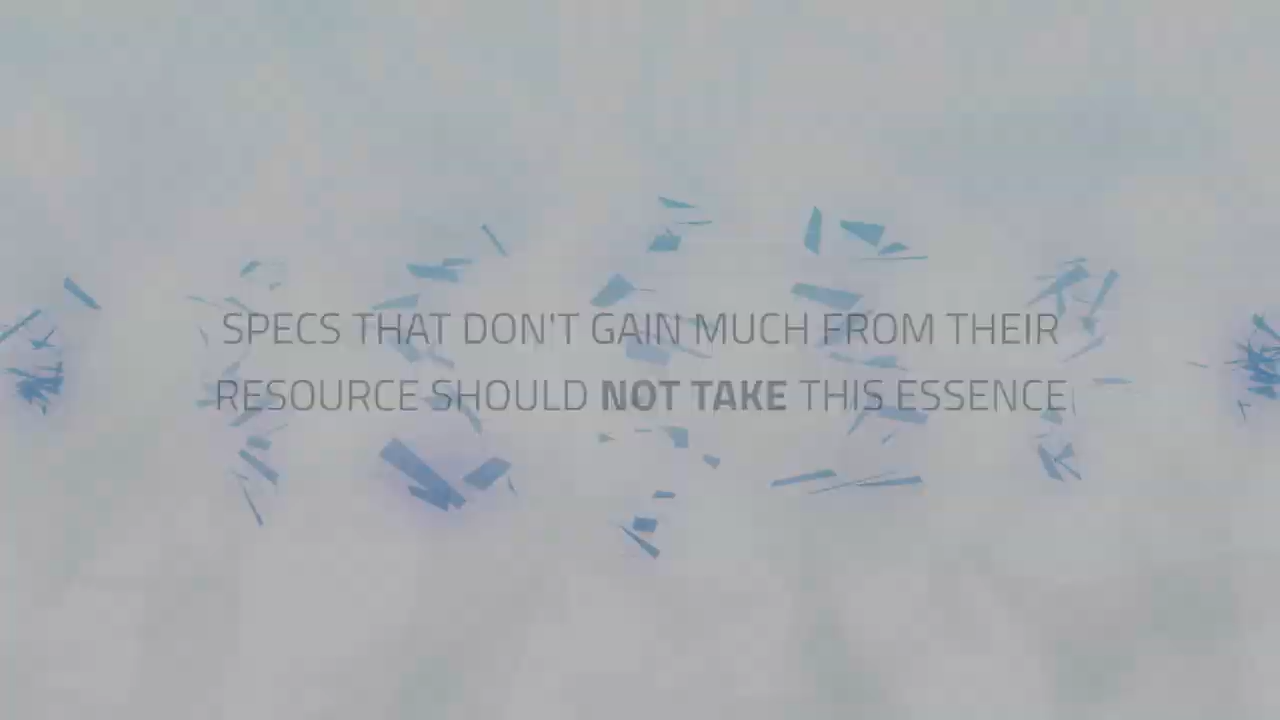 SPECS THAT DON'T GAIN MUCH FROM THEIR
RESOURCE SHOULD NOT TAKE THIS ESSENCE